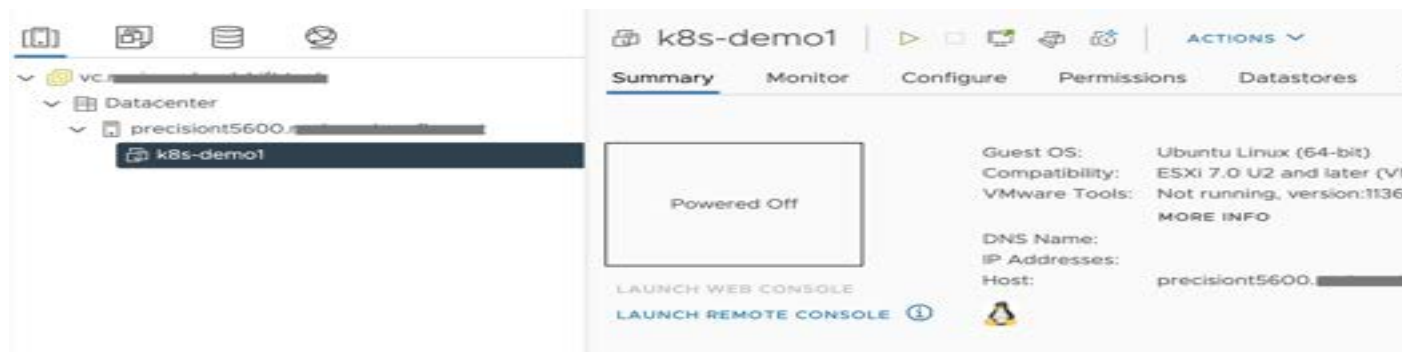 vc.
Datacenter
precisiont5600.
k8s-demo1
k8s-demo1
ACTIONS
Summary Monitor Configure Permissions Datastores
Powered Off
LAUNCH WEB CONSOLE
LAUNCH REMOTE CONSOLE
Guest OS: Ubuntu Linux (64-bit)
Compatibility: ESXi 7.0 U2 and later (V
VMware Tools: Not running, version:1136
MORE INFO
DNS Name:
IP Addresses:
Host: precisiont5600.